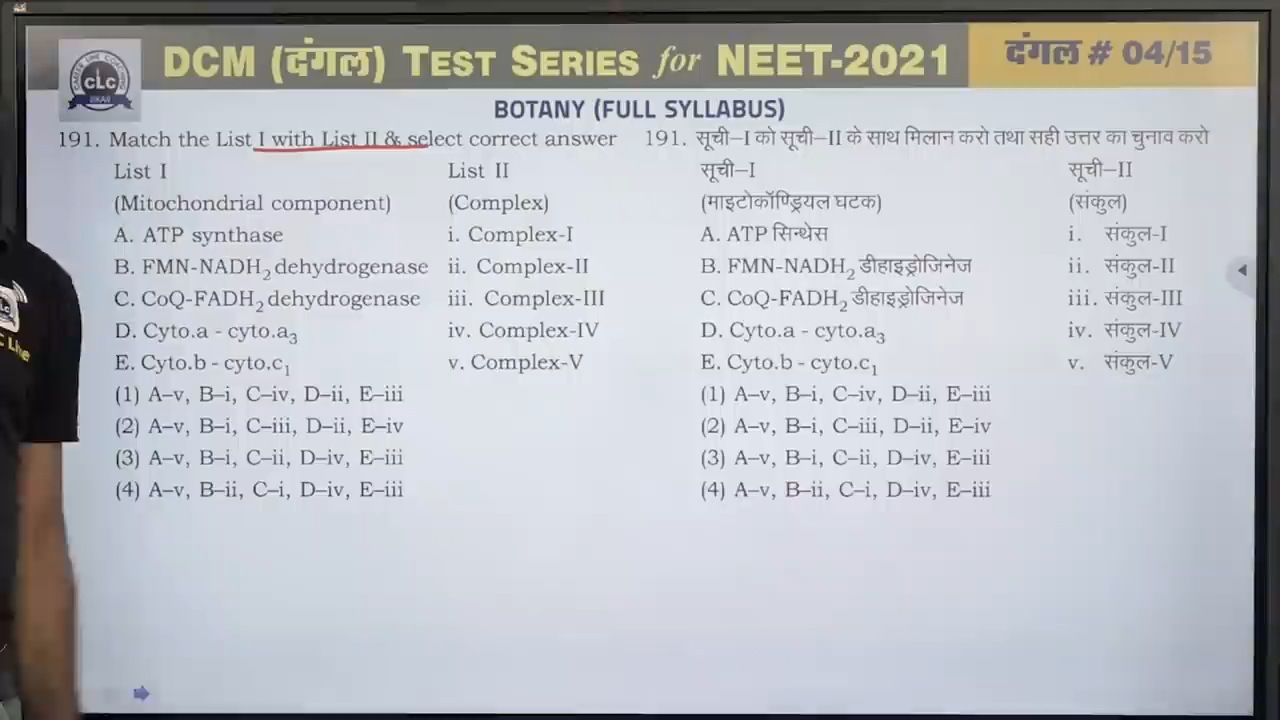 DCM (दंगल) TEST SERIES for NEET-2021
दंगल # 04/15
CLC
BOTANY (FULL SYLLABUS)
191. Match the List I with List II & select correct answer
List I List II
(Mitochondrial component) (Complex)
A. ATP synthase i. Complex-I
B. FMN-NADH₂ dehydrogenase ii. Complex-II
C. CoQ-FADH₂ dehydrogenase iii. Complex-III
D. Cyto.a - cyto.a₃ iv. Complex-IV
E. Cyto.b - cyto.c₁ v. Complex-V
(1) A–v, B–i, C–iv, D–ii, E–iii
(2) A–v, B–i, C–iii, D–ii, E–iv
(3) A–v, B–i, C–ii, D–iv, E–iii
(4) A–v, B–ii, C–i, D–iv, E–iii
191. सूची–I को सूची–II के साथ मिलान करो तथा सही उत्तर का चुनाव करो
सूची–I सूची–II
(माइटोकॉण्ड्रियल घटक) (संकुल)
A. ATP सिन्थेस i. संकुल-I
B. FMN-NADH₂ डीहाइड्रोजिनेज ii. संकुल-II
C. CoQ-FADH₂ डीहाइड्रोजिनेज iii. संकुल-III
D. Cyto.a - cyto.a₃ iv. संकुल-IV
E. Cyto.b - cyto.c₁ v. संकुल-V
(1) A–v, B–i, C–iv, D–ii, E–iii
(2) A–v, B–i, C–iii, D–ii, E–iv
(3) A–v, B–i, C–ii, D–iv, E–iii
(4) A–v, B–ii, C–i, D–iv, E–iii